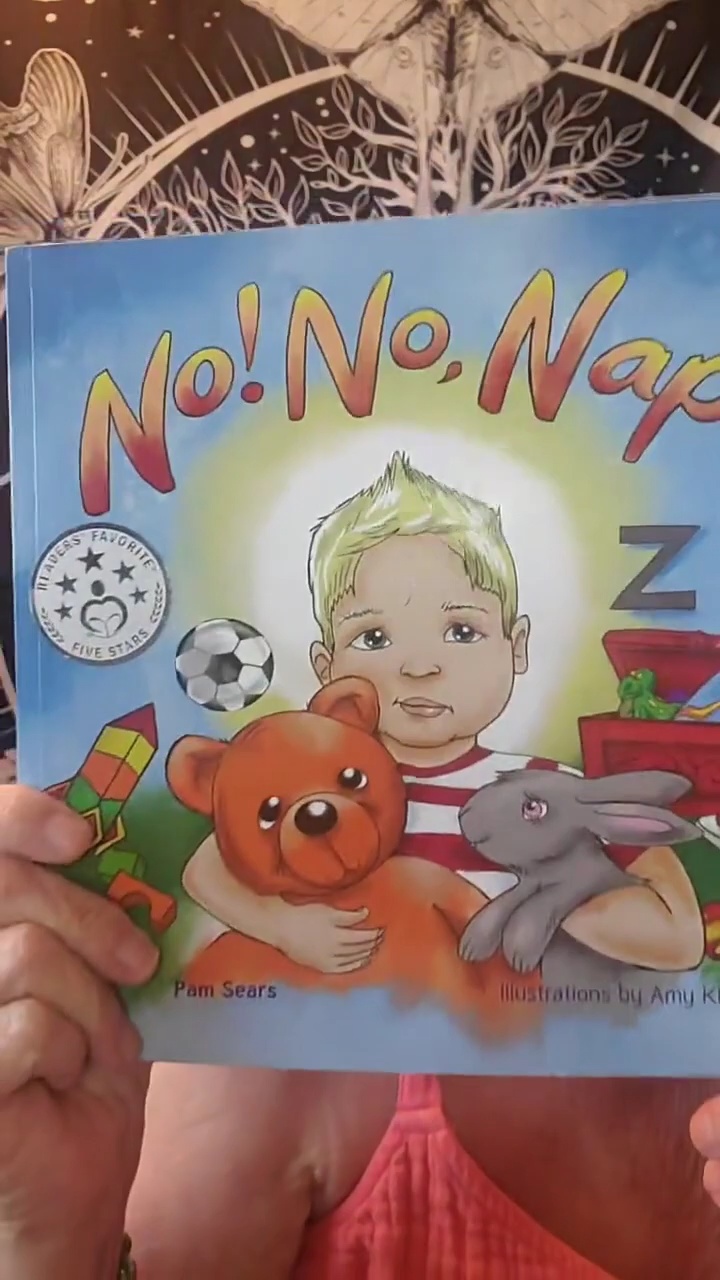 No! No, Nap
READERS' FAVORITE
FIVE STARS
Z
Pam Sears
Illustrations by Amy